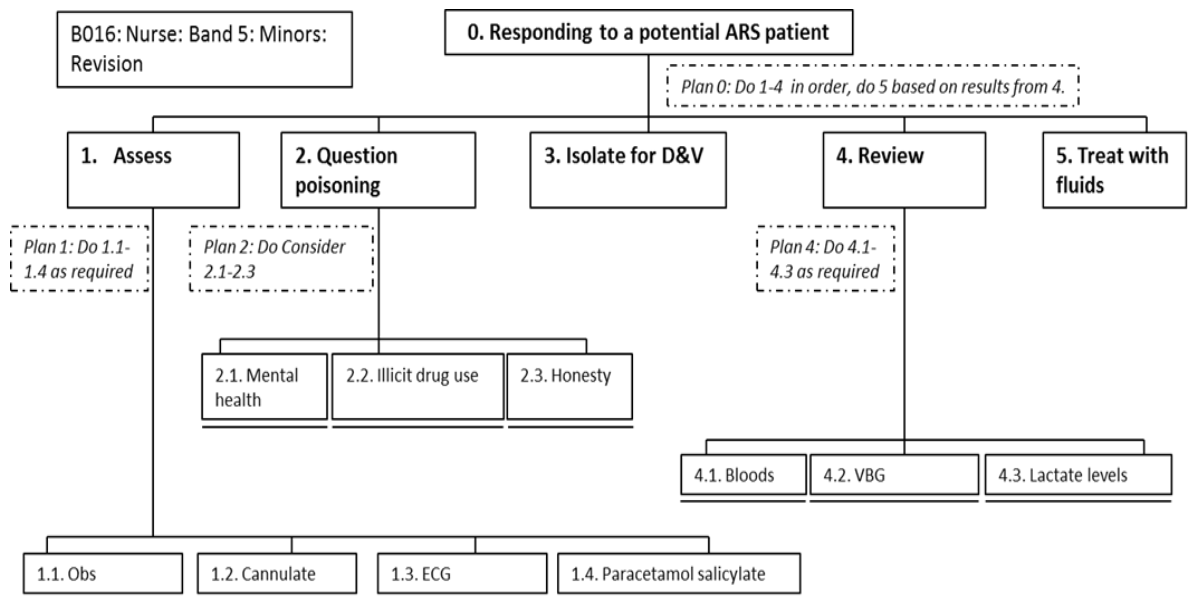 B016: Nurse: Band 5: Minors:
Revision
0. Responding to a potential ARS patient
Plan 0: Do 1-4 in order, do 5 based on results from 4.
1. Assess
2. Question
poisoning
3. Isolate for D&V
4. Review
5. Treat with
fluids
Plan 1: Do 1.1-
1.4 as required
Plan 2: Do Consider
2.1-2.3
Plan 4: Do 4.1-
4.3 as required
2.1. Mental
health
2.2. Illicit drug use
2.3. Honesty
4.1. Bloods
4.2. VBG
4.3. Lactate levels
1.1. Obs
1.2. Cannulate
1.3. ECG
1.4. Paracetamol salicylate